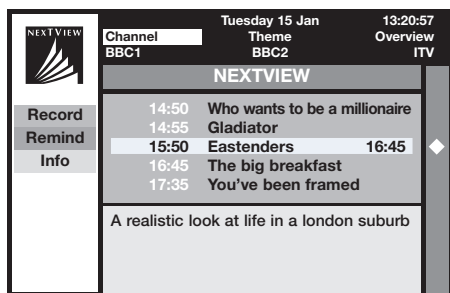 NEXTVIEW
Tuesday 15 Jan 13:20:57
Channel Theme Overview
BBC1 BBC2 ITV
NEXTVIEW
Record
Remind
Info
14:50 Who wants to be a millionaire
14:55 Gladiator
15:50 Eastenders 16:45
16:45 The big breakfast
17:35 You've been framed
A realistic look at life in a london suburb